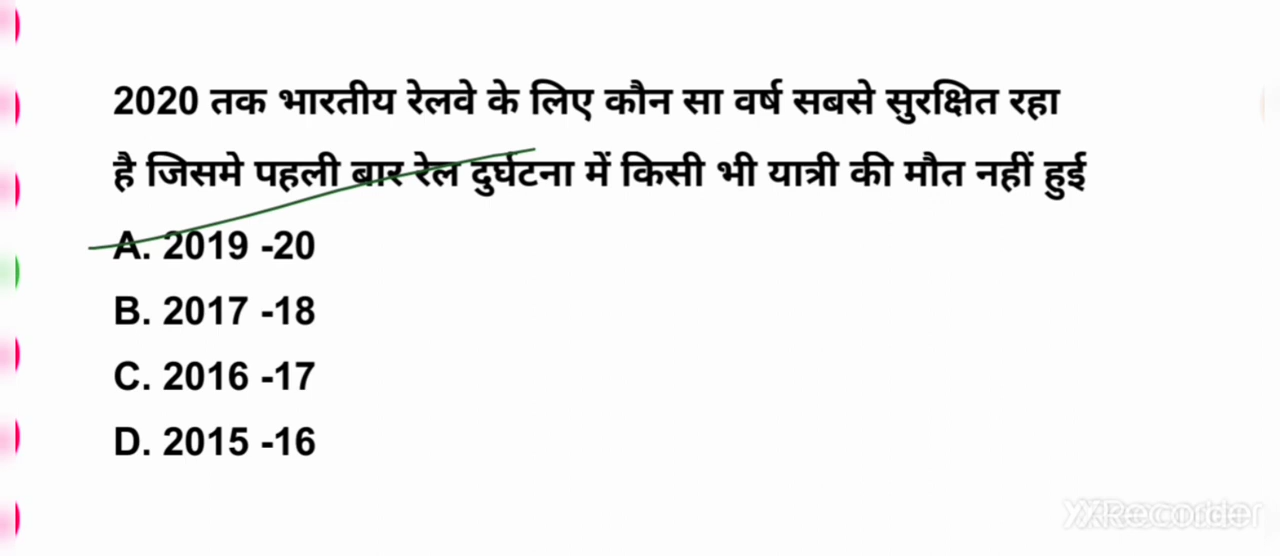 2020 तक भारतीय रेलवे के लिए कौन सा वर्ष सबसे सुरक्षित रहा
है जिसमे पहली बार रेल दुर्घटना में किसी भी यात्री की मौत नहीं हुई
A. 2019 -20
B. 2017 -18
C. 2016 -17
D. 2015 -16
XRecorder